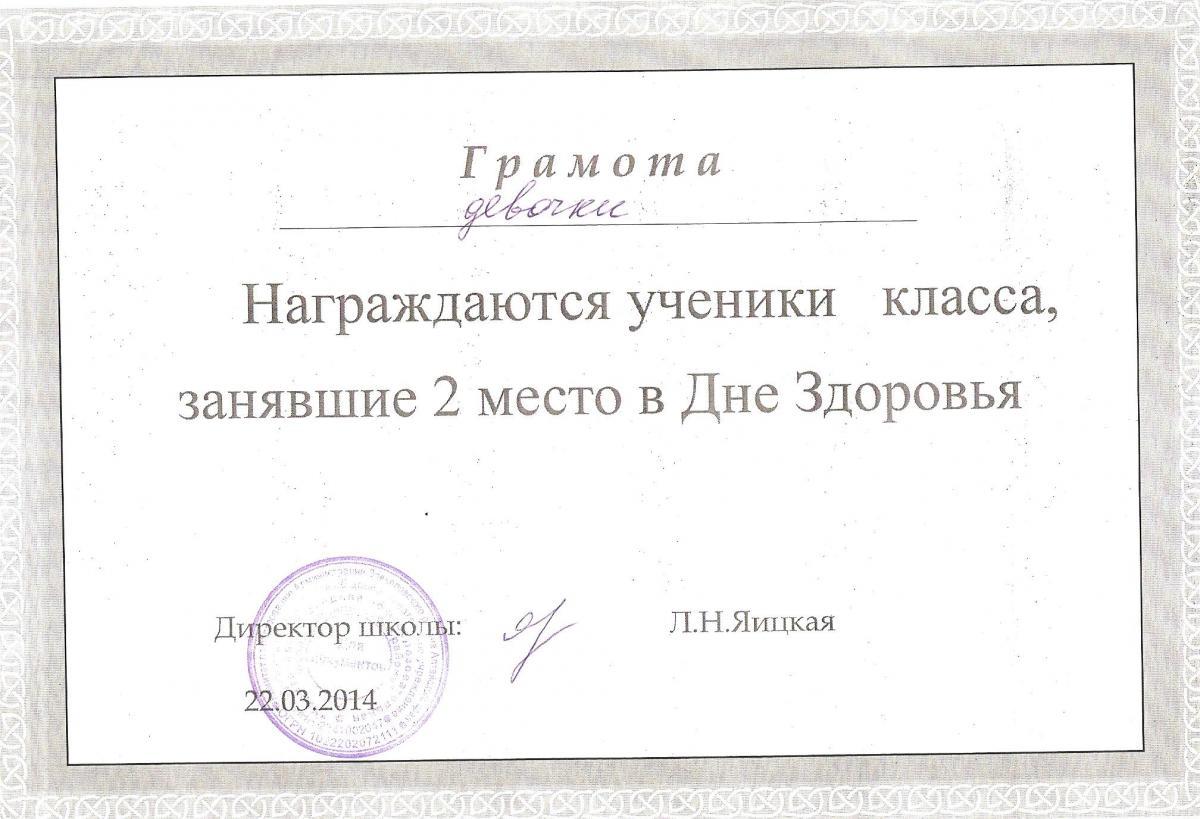 Грамота
девочки
Награждаются ученики класса,
занявшие 2 место в Дне Здоровья
Директор школы: Л.Н.Яицкая
22.03.2014